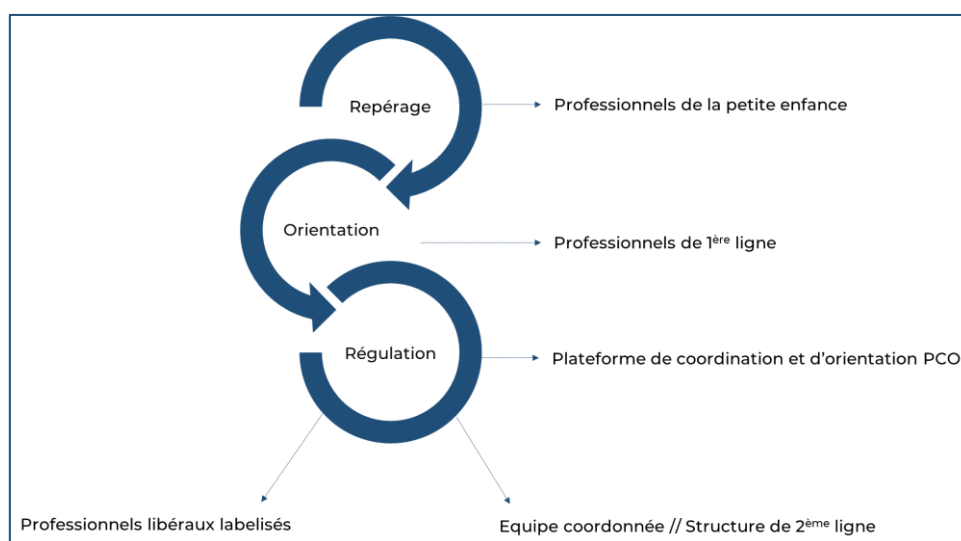 Repérage
Professionnels de la petite enfance
Orientation
Professionnels de 1ère ligne
Régulation
Plateforme de coordination et d'orientation PCO
Professionnels libéraux labelisés
Equipe coordonnée // Structure de 2ème ligne